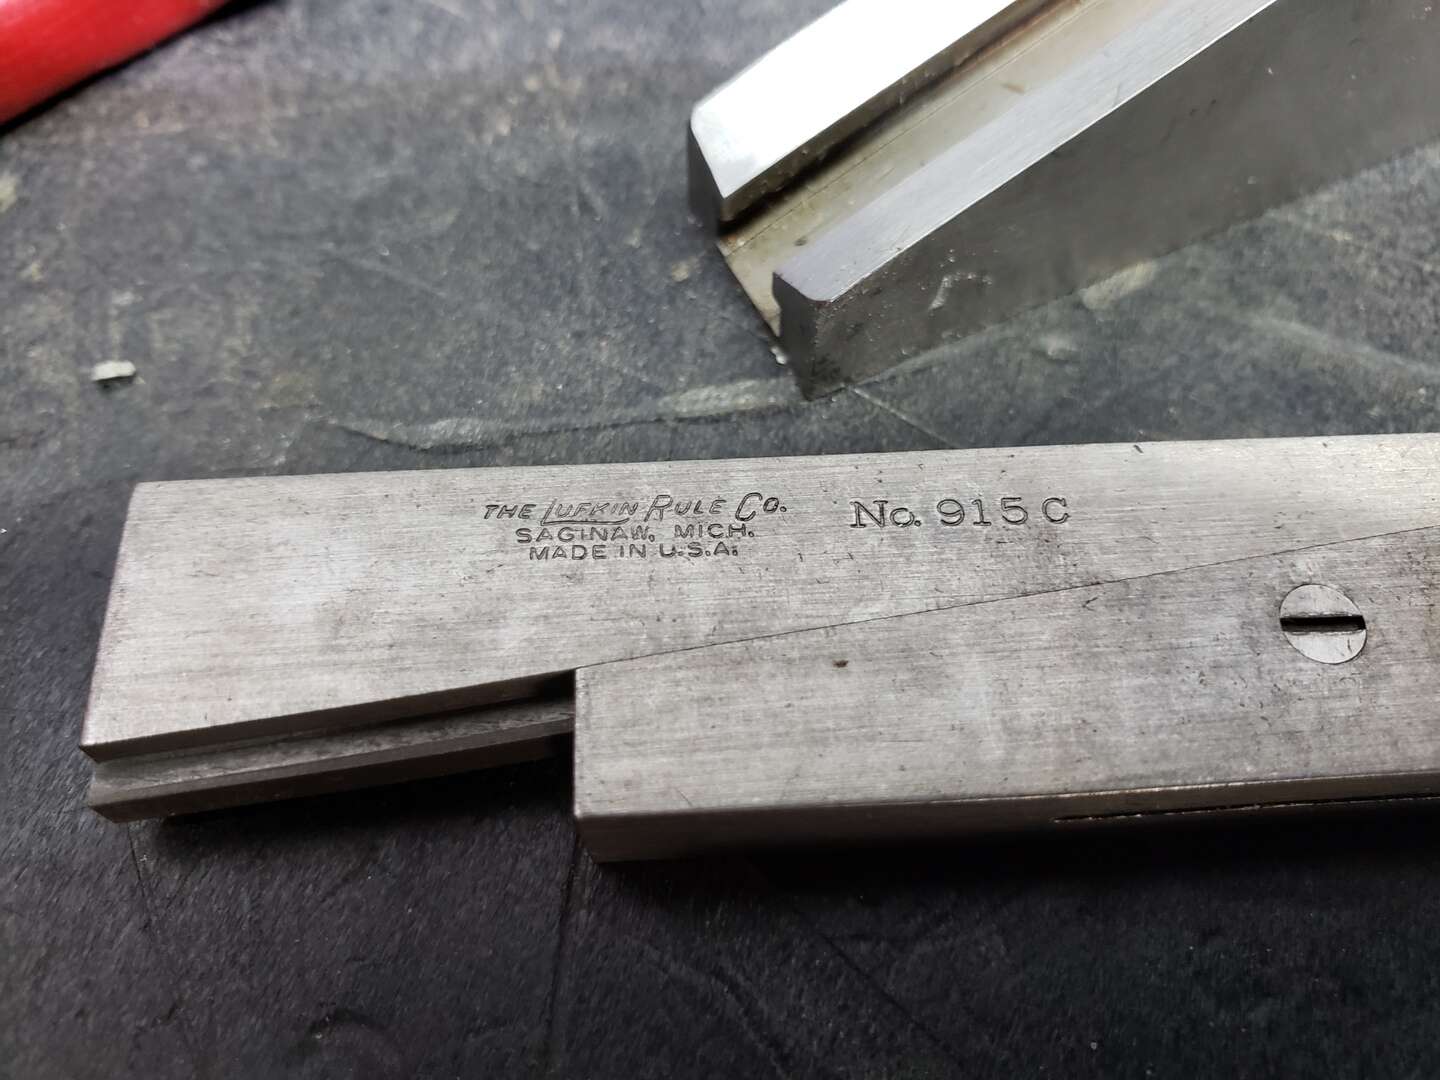 THE LUFKIN RULE CO.
SAGINAW, MICH.
MADE IN U.S.A.
No. 915 C